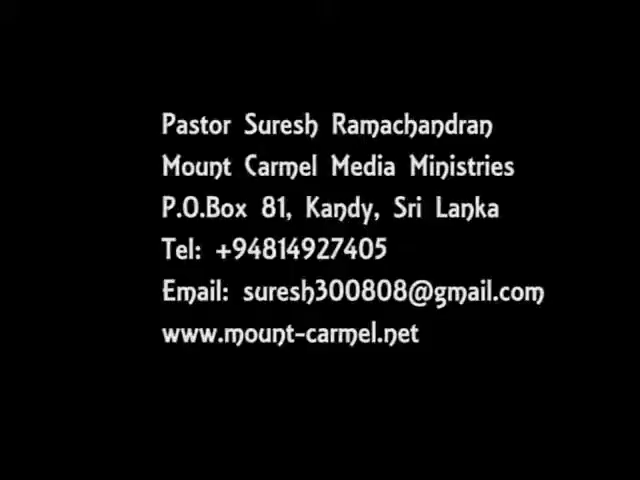 Pastor Suresh Ramachandran
Mount Carmel Media Ministries
P.O.Box 81, Kandy, Sri Lanka
Tel: +94814927405
Email: suresh300808@gmail.com
www.mount-carmel.net